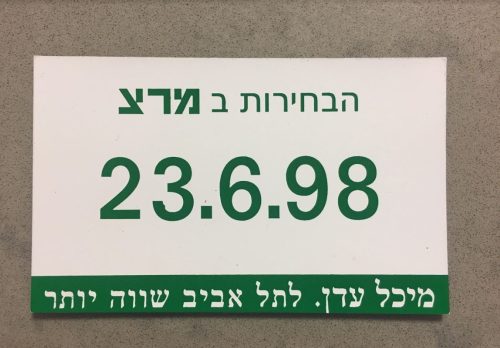 הבחירות ב מרצ
23.6.98
מיכל עדן. לתל אביב שווה יותר